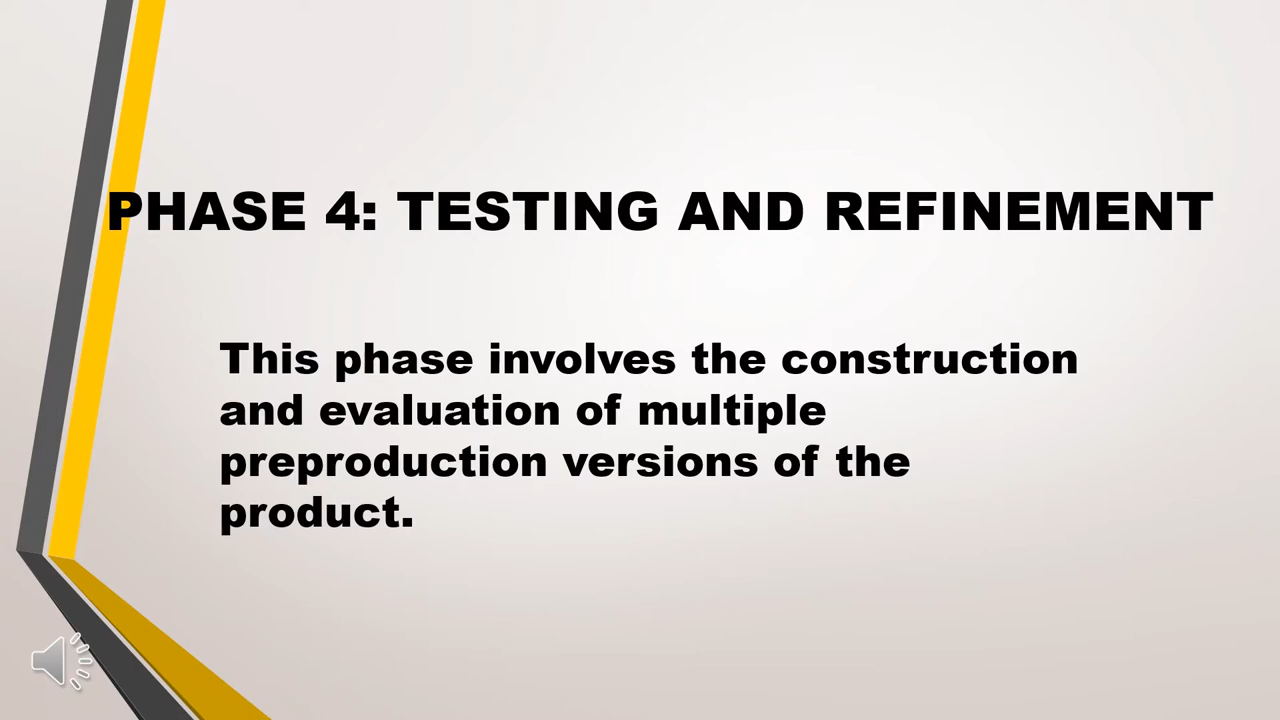 PHASE 4: TESTING AND REFINEMENT
This phase involves the construction
and evaluation of multiple
preproduction versions of the
product.